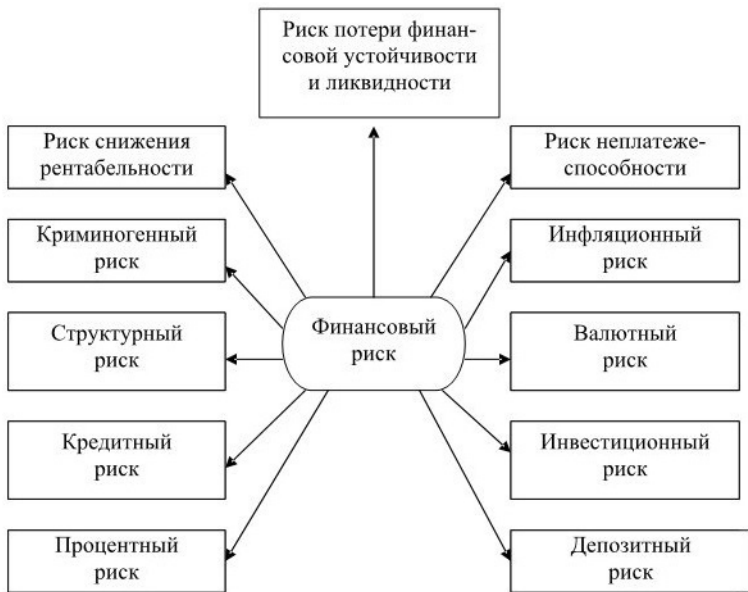 Риск потери финан-
совой устойчивости
и ликвидности
Риск снижения
рентабельности
Риск неплатеже-
способности
Криминогенный
риск
Инфляционный
риск
Структурный
риск
Финансовый
риск
Валютный
риск
Кредитный
риск
Инвестиционный
риск
Процентный
риск
Депозитный
риск